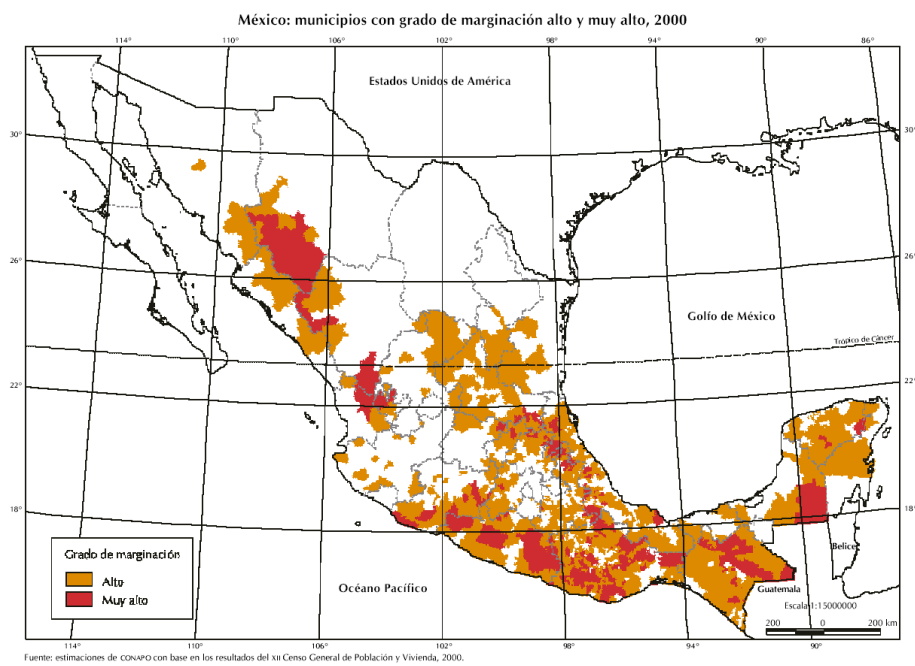 México: municipios con grado de marginación alto y muy alto, 2000
114° 110° 106° 102° 98° 94° 90° 86°
Estados Unidos de América
30° 30°
26° 26°
Golfo de México
Trópico de Cáncer
22° 22°
18° 18°
Grado de marginación
Alto
Muy alto
Océano Pacífico
Belice
Guatemala
Escala 1:15000000
200 0 200 km
114° 110° 106° 102° 98° 94° 90°
Fuente: estimaciones de CONAPO con base en los resultados del XII Censo General de Población y Vivienda, 2000.